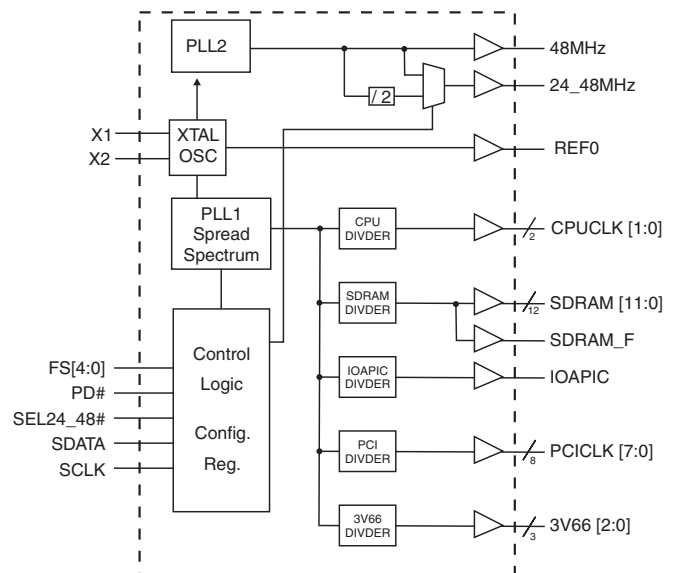 PLL2
48MHz
/ 2
24_48MHz
X1
X2
XTAL
OSC
REF0
PLL1
Spread
Spectrum
CPU
DIVDER
2
CPUCLK [1:0]
SDRAM
DIVDER
12
SDRAM [11:0]
SDRAM_F
Control
Logic
Config.
Reg.
FS[4:0]
PD#
SEL24_48#
SDATA
SCLK
IOAPIC
DIVDER
IOAPIC
PCI
DIVDER
8
PCICLK [7:0]
3V66
DIVDER
3
3V66 [2:0]